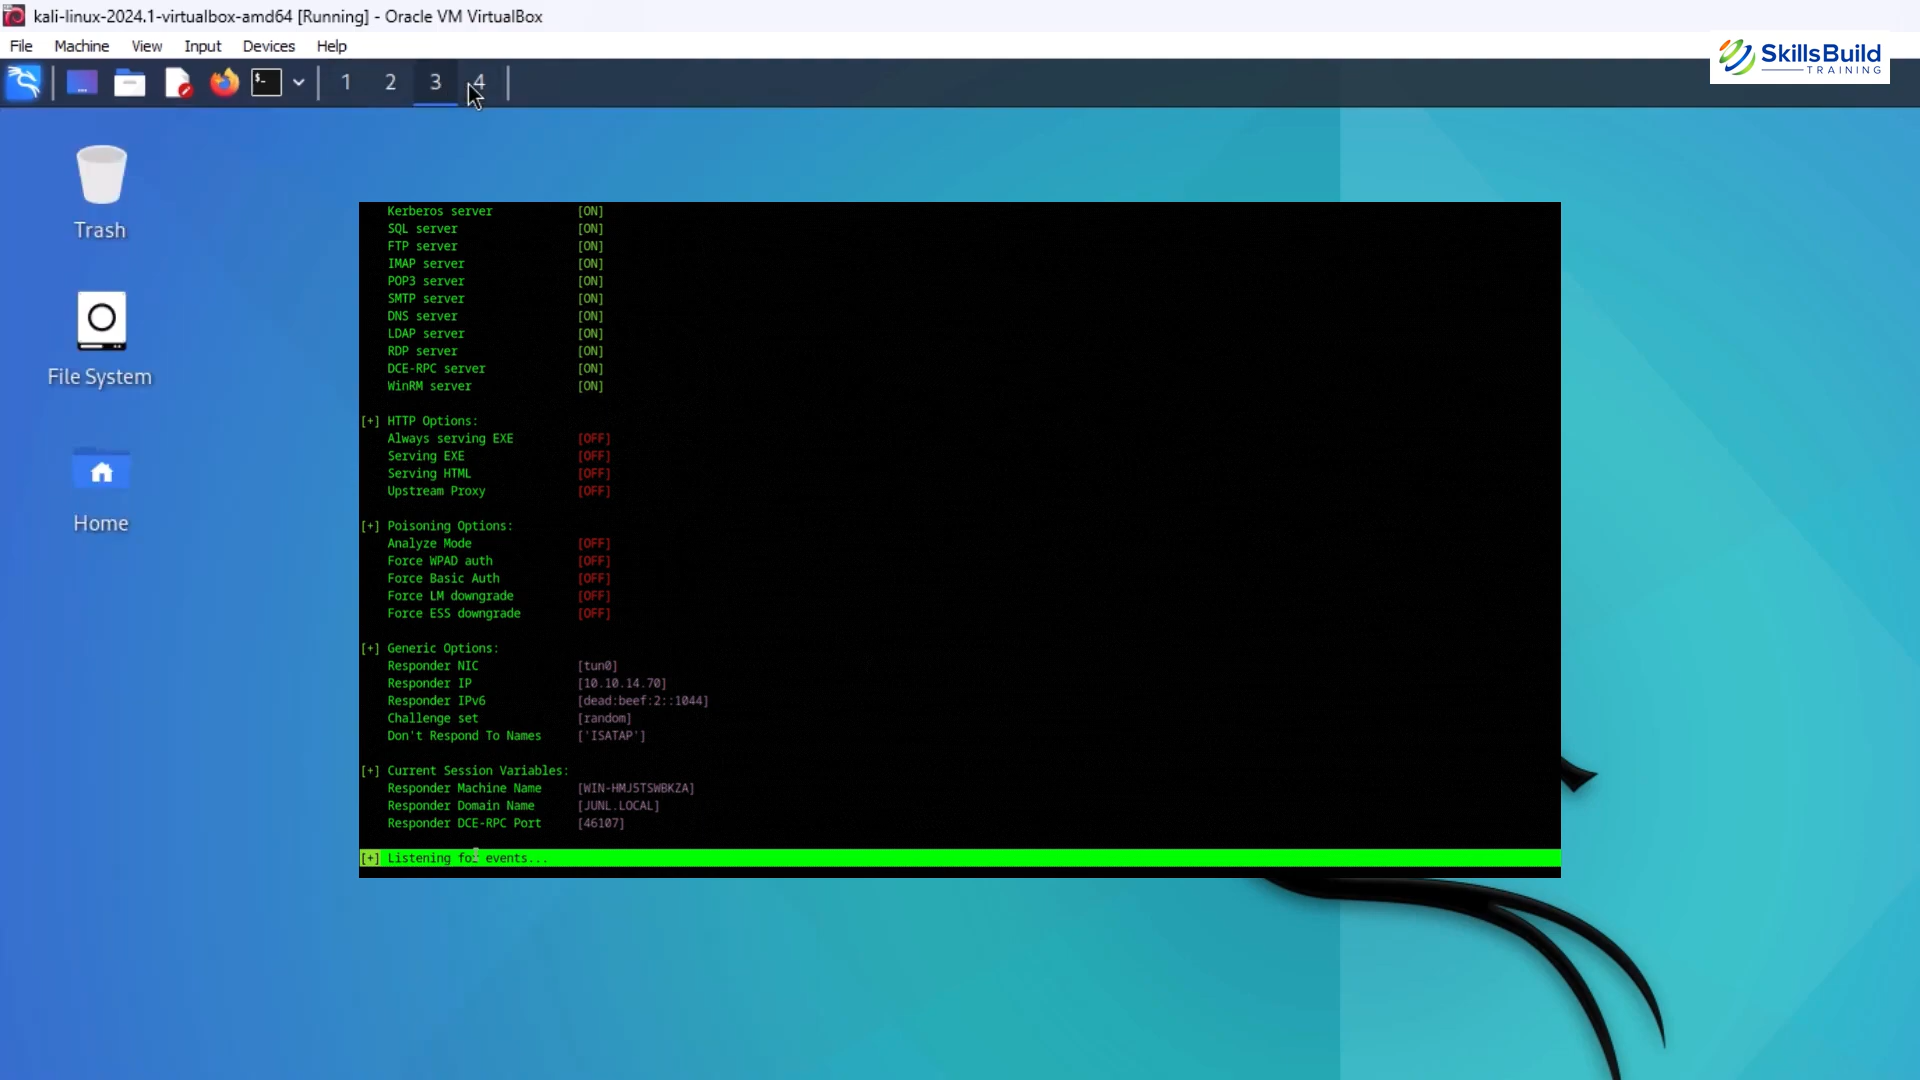 kali-linux-2024.1-virtualbox-amd64 [Running] - Oracle VM VirtualBox
File Machine View Input Devices Help
SkillsBuild
TRAINING
1 2 3 4
Trash
File System
Home
Kerberos server [ON]
SQL server [ON]
FTP server [ON]
IMAP server [ON]
POP3 server [ON]
SMTP server [ON]
DNS server [ON]
LDAP server [ON]
RDP server [ON]
DCE-RPC server [ON]
WinRM server [ON]
[+] HTTP Options:
Always serving EXE [OFF]
Serving EXE [OFF]
Serving HTML [OFF]
Upstream Proxy [OFF]
[+] Poisoning Options:
Analyze Mode [OFF]
Force WPAD auth [OFF]
Force Basic Auth [OFF]
Force LM downgrade [OFF]
Force ESS downgrade [OFF]
[+] Generic Options:
Responder NIC [tun0]
Responder IP [10.10.14.70]
Responder IPv6 [dead:beef:2::1044]
Challenge set [random]
Don't Respond To Names ['ISATAP']
[+] Current Session Variables:
Responder Machine Name [WIN-HMJ5TSWBKZA]
Responder Domain Name [JUNL.LOCAL]
Responder DCE-RPC Port [46107]
[+] Listening for events...